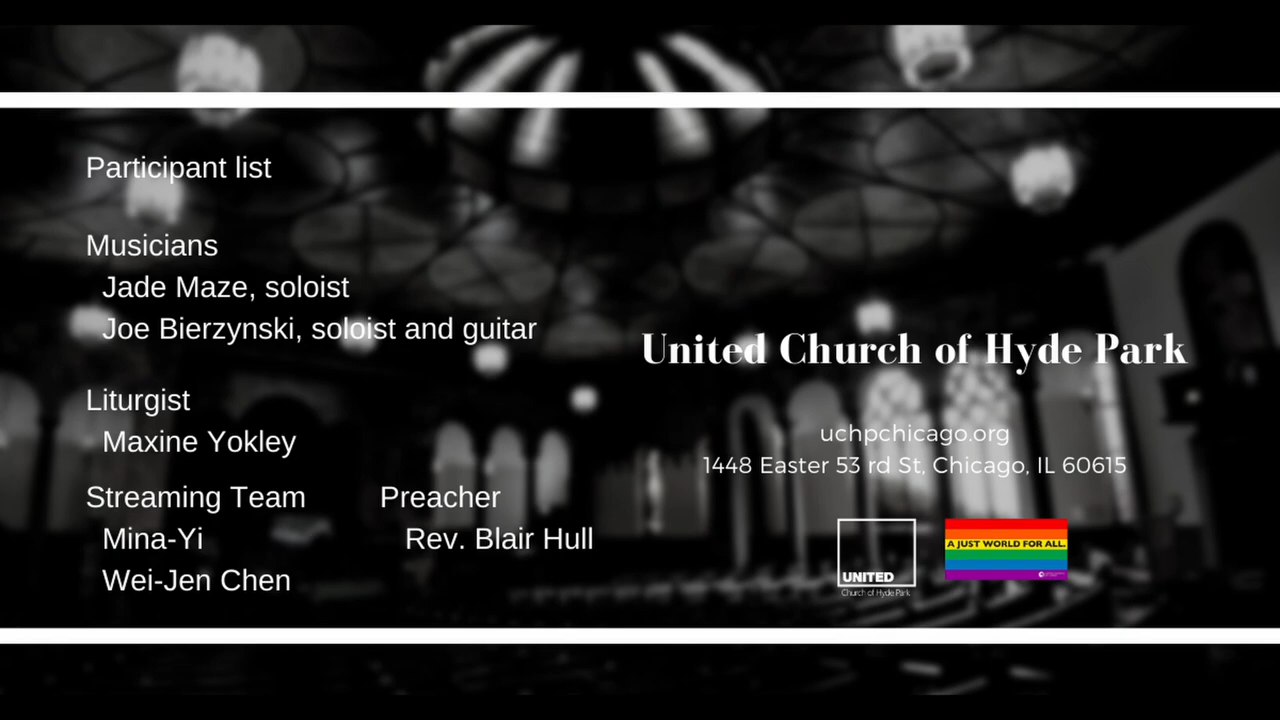 Participant list
Musicians
Jade Maze, soloist
Joe Bierzynski, soloist and guitar
Liturgist
Maxine Yokley
Streaming Team
Mina-Yi
Wei-Jen Chen
Preacher
Rev. Blair Hull
United Church of Hyde Park
uchpchicago.org
1448 Easter 53 rd St, Chicago, IL 60615
UNITED
Church of Hyde Park
A JUST WORLD FOR ALL.